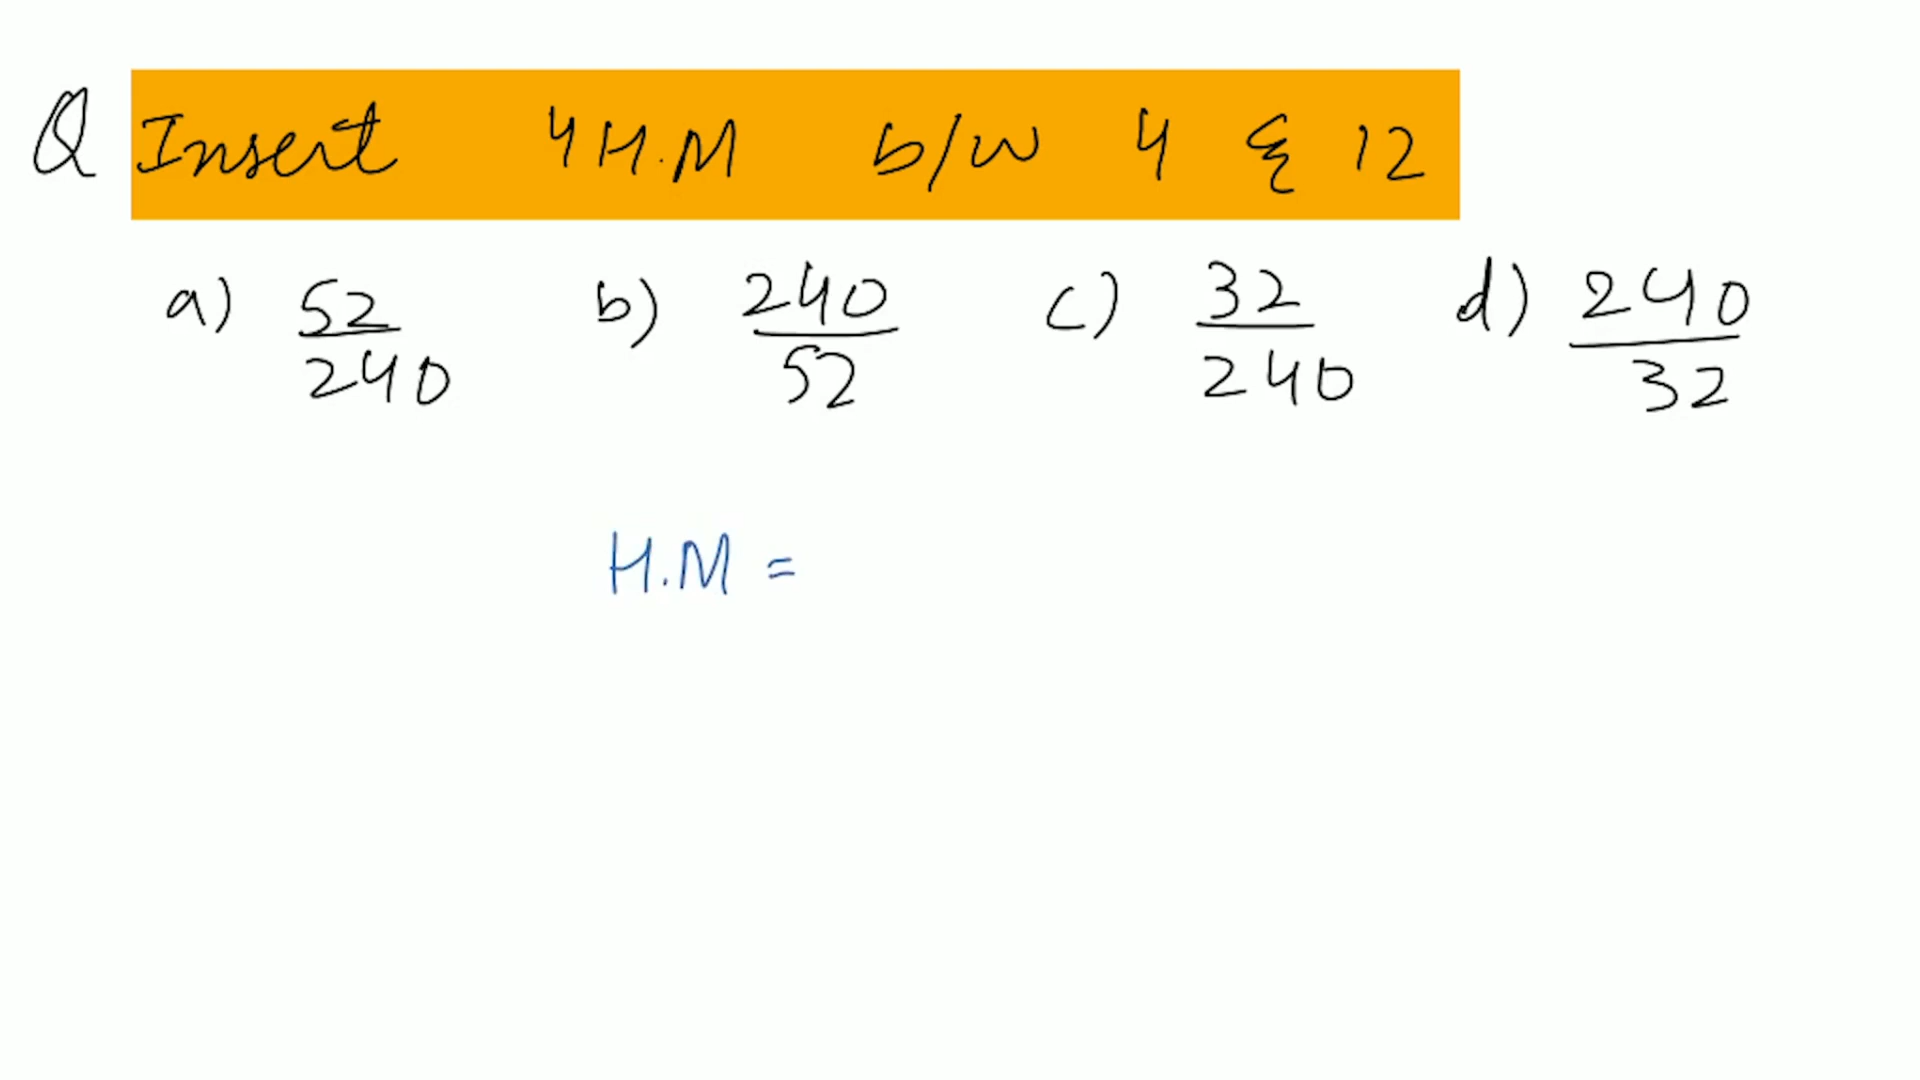 Q Insert 4 H.M b/w 4 & 12
a) 52/240 b) 240/52 c) 32/240 d) 240/32
H.M =